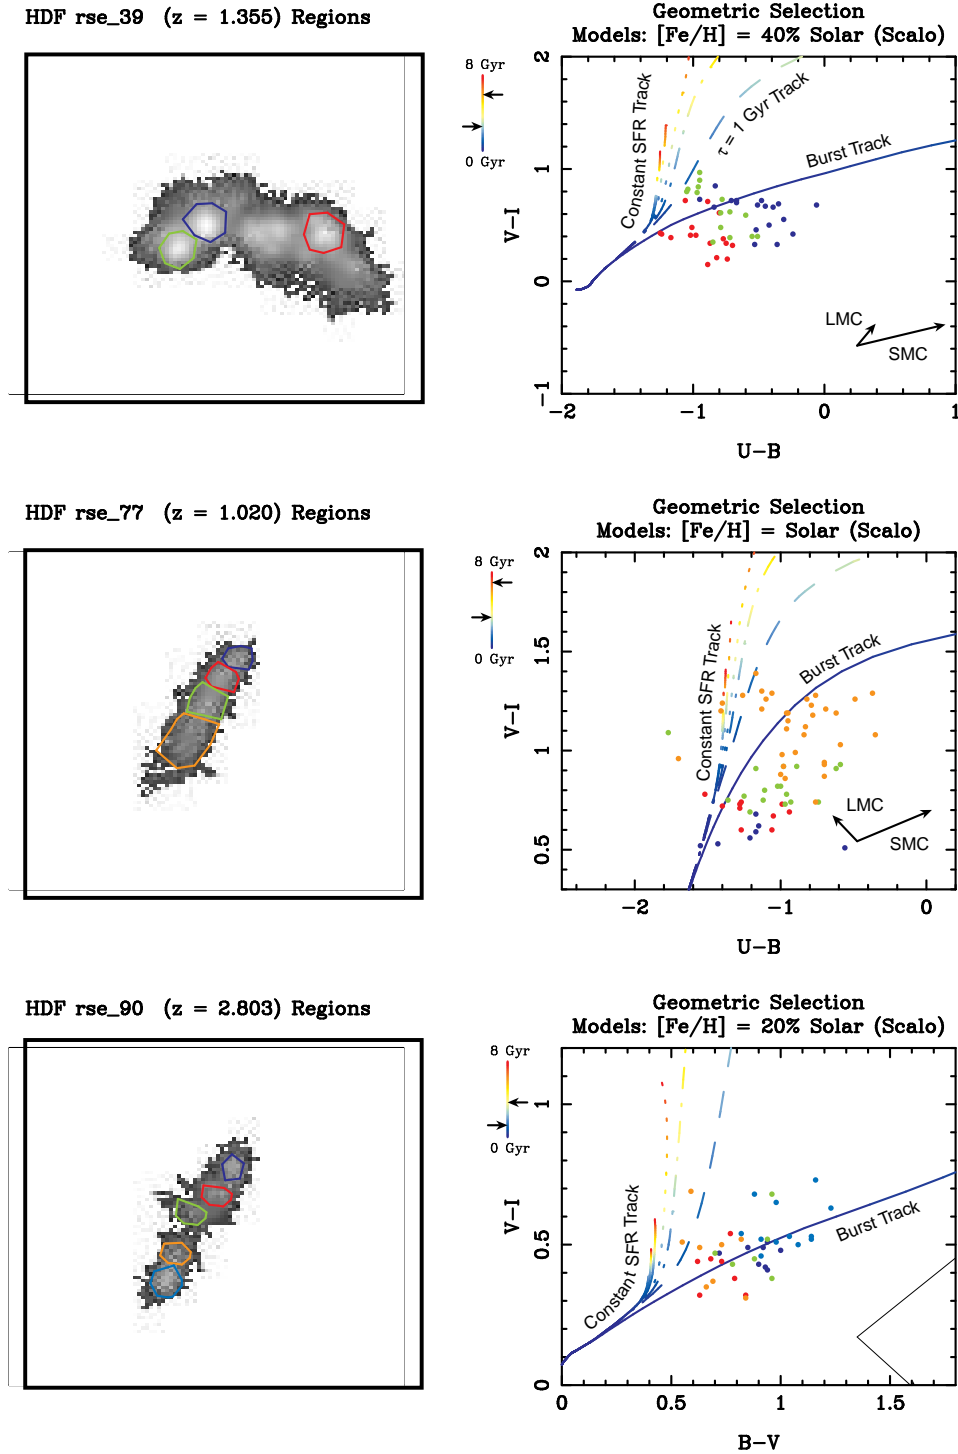 HDF rse_39 (z = 1.355) Regions
Geometric Selection
Models: [Fe/H] = 40% Solar (Scalo)
8 Gyr
0 Gyr
Constant SFR Track
τ = 1 Gyr Track
Burst Track
LMC
SMC
2
1
0
−1
V−I
−2
−1
0
1
U−B
HDF rse_77 (z = 1.020) Regions
Geometric Selection
Models: [Fe/H] = Solar (Scalo)
8 Gyr
0 Gyr
Constant SFR Track
Burst Track
LMC
SMC
2
1.5
1
0.5
V−I
−2
−1
0
U−B
HDF rse_90 (z = 2.803) Regions
Geometric Selection
Models: [Fe/H] = 20% Solar (Scalo)
8 Gyr
0 Gyr
Constant SFR Track
Burst Track
1
0.5
0
V−I
0
0.5
1
1.5
B−V